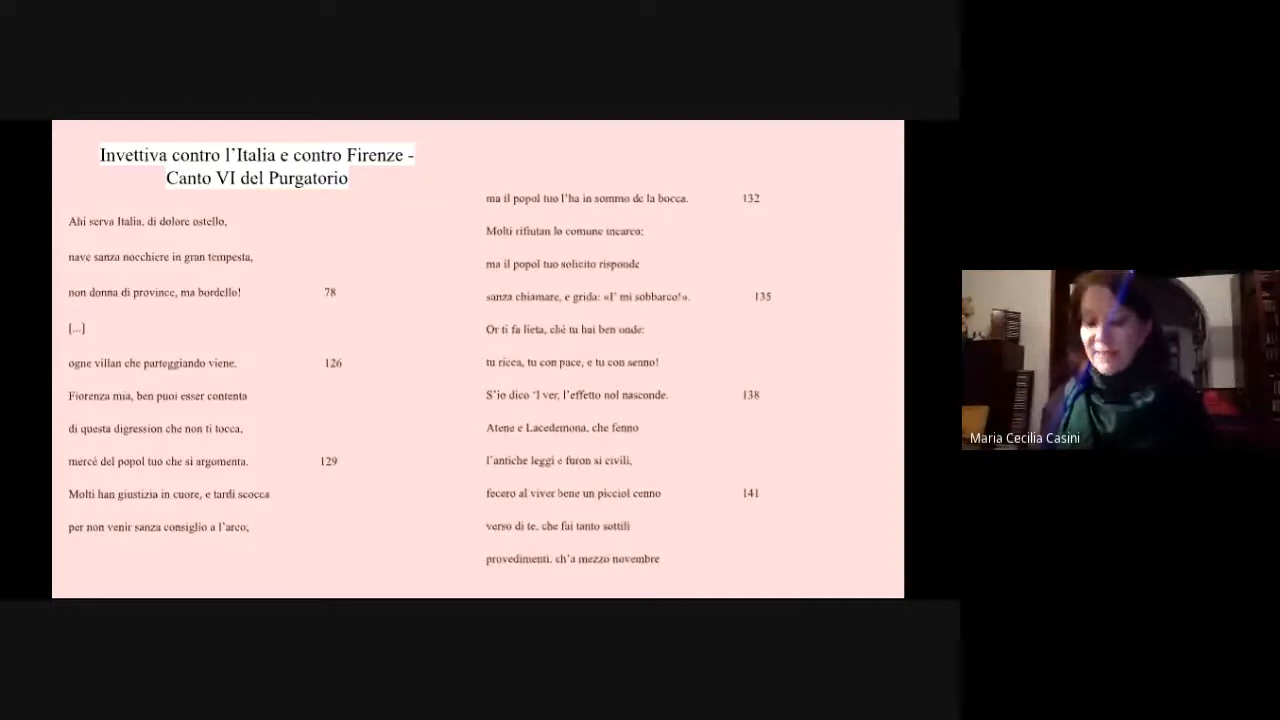 Invettiva contro l'Italia e contro Firenze -
Canto VI del Purgatorio
Ahi serva Italia, di dolore ostello,
nave sanza nocchiere in gran tempesta,
non donna di province, ma bordello! 78
[...]
ogne villan che parteggiando viene. 126
Fiorenza mia, ben puoi esser contenta
di questa digression che non ti tocca,
mercé del popol tuo che si argomenta. 129
Molti han giustizia in cuore, e tardi scocca
per non venir sanza consiglio a l'arco;
ma il popol tuo l'ha in sommo de la bocca. 132
Molti rifiutan lo comune incarco;
ma il popol tuo solicito risponde
sanza chiamare, e grida: «I' mi sobbarco!». 135
Or ti fa lieta, ché tu hai ben onde:
tu ricca, tu con pace, e tu con senno!
S'io dico 'l ver, l'effetto nol nasconde. 138
Atene e Lacedemona, che fenno
l'antiche leggi e furon sì civili,
fecero al viver bene un picciol cenno 141
verso di te, che fai tanto sottili
provedimenti, ch'a mezzo novembre
Maria Cecilia Casini